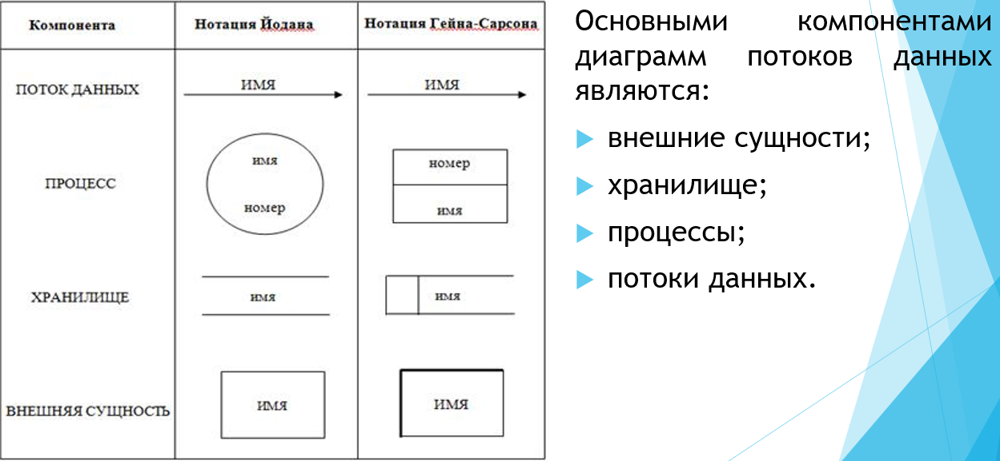 Компонента Нотация Йодана Нотация Гейна-Сарсона
ПОТОК ДАННЫХ ИМЯ ИМЯ
ПРОЦЕСС имя номер номер имя
ХРАНИЛИЩЕ имя имя
ВНЕШНЯЯ СУЩНОСТЬ ИМЯ ИМЯ
Основными компонентами
диаграмм потоков данных
являются:
внешние сущности;
хранилище;
процессы;
потоки данных.